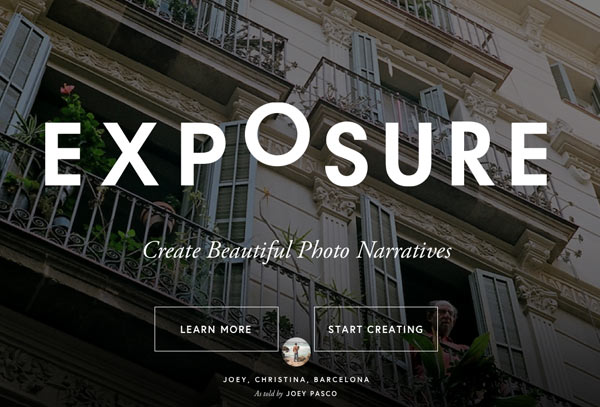 EXPOSURE
Create Beautiful Photo Narratives
LEARN MORE
START CREATING
JOEY, CHRISTINA, BARCELONA
As told by JOEY PASCO